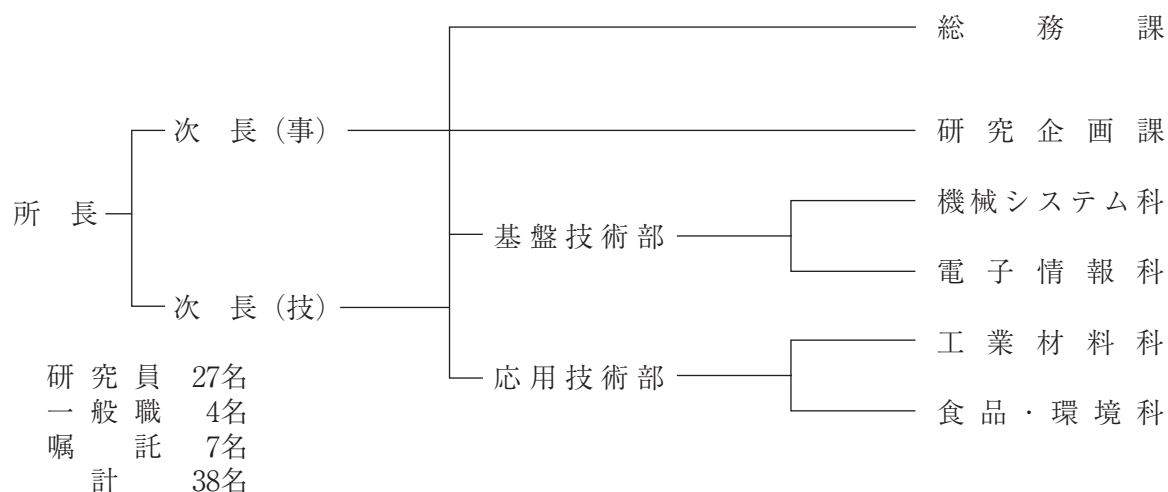 総務課
次長（事）
研究企画課
機械システム科
所長
基盤技術部
電子情報科
次長（技）
工業材料科
応用技術部
食品・環境科
研究員 27名
一般職 4名
嘱託 7名
計 38名